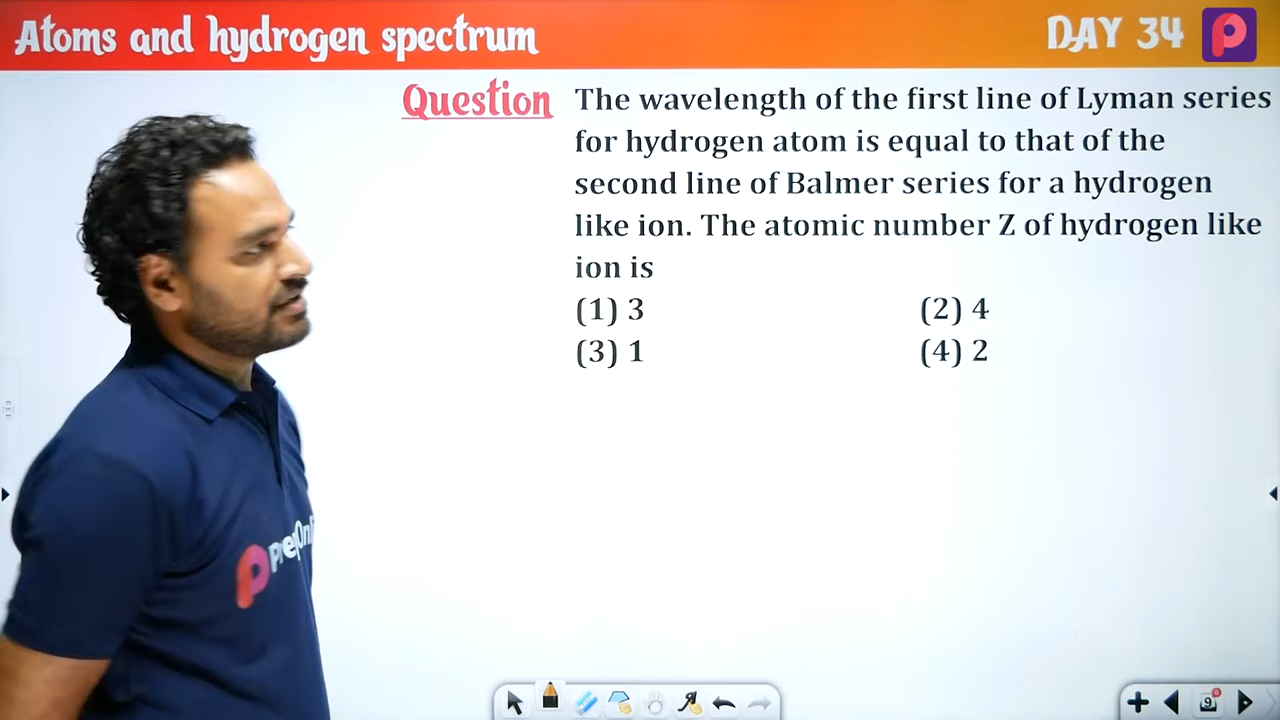 Atoms and hydrogen spectrum
DAY 34
Question
The wavelength of the first line of Lyman series
for hydrogen atom is equal to that of the
second line of Balmer series for a hydrogen
like ion. The atomic number Z of hydrogen like
ion is
(1) 3
(2) 4
(3) 1
(4) 2
9